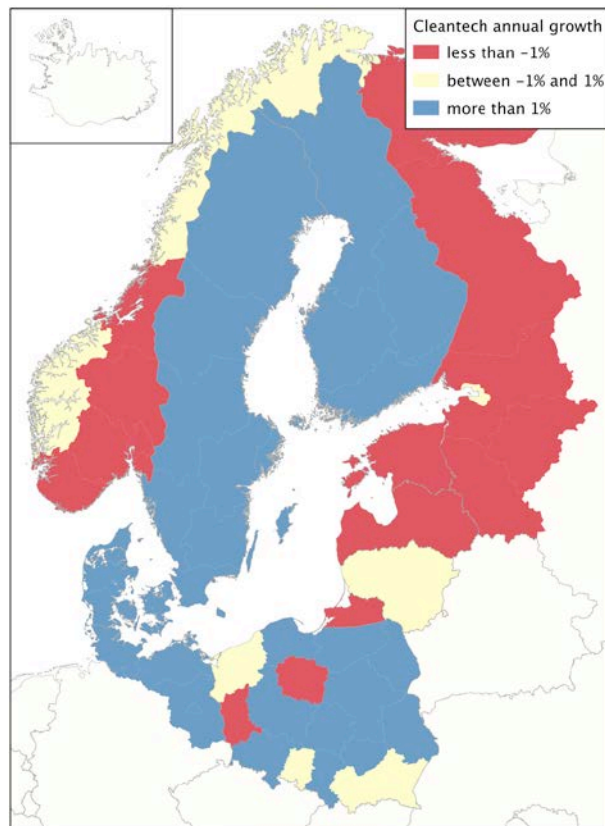 Cleantech annual growth
less than -1%
between -1% and 1%
more than 1%